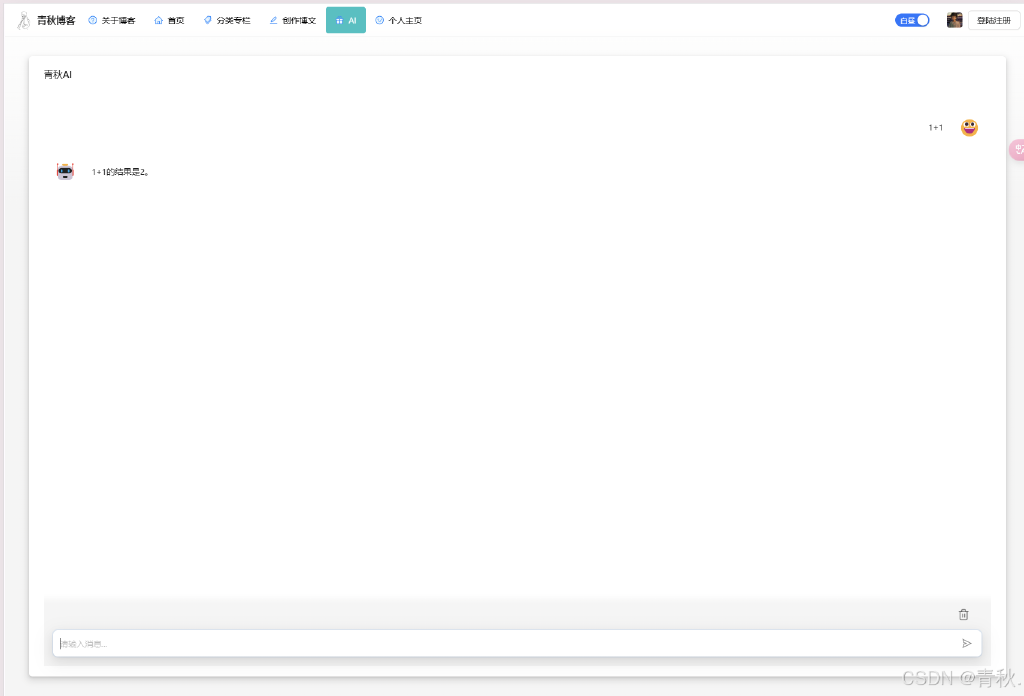 青秋博客 关于博客 首页 分类专栏 创作博文 AI 个人主页 白昼 登陆注册
青秋AI
1+1
1+1的结果是2。
请输入消息...
CSDN @青秋.